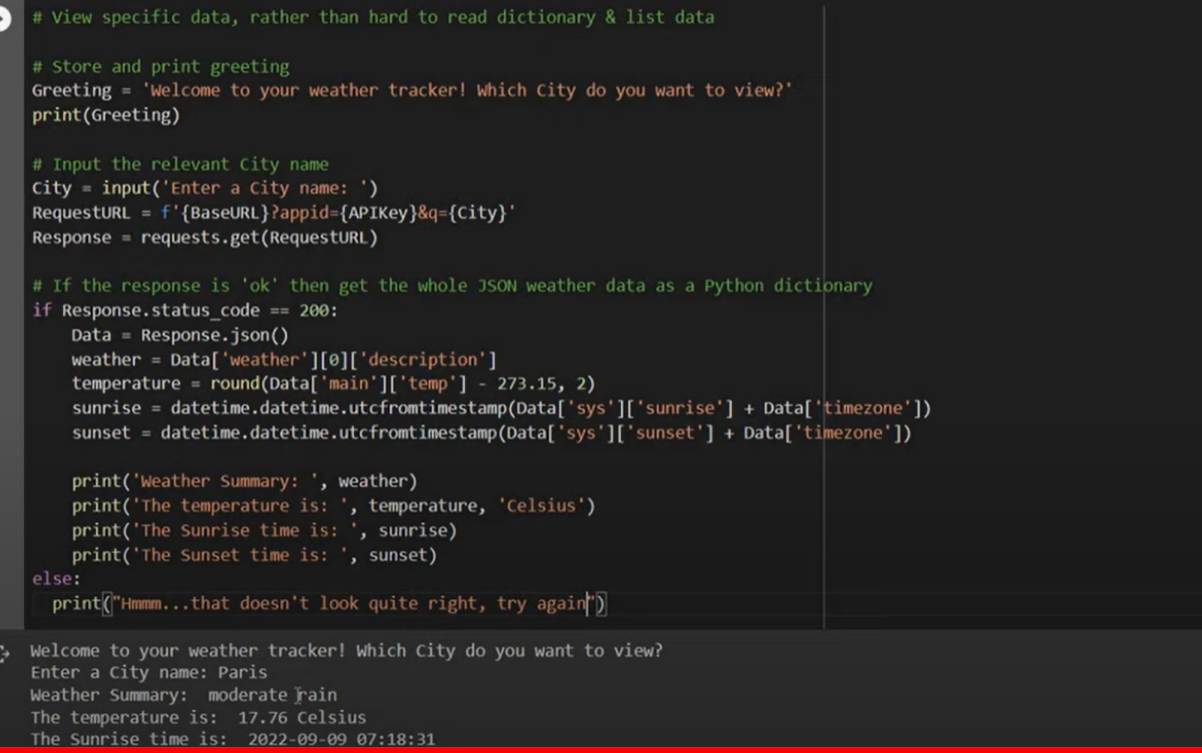 # View specific data, rather than hard to read dictionary & list data
# Store and print greeting
Greeting = 'Welcome to your weather tracker! Which City do you want to view?'
print(Greeting)
# Input the relevant City name
City = input('Enter a City name: ')
RequestURL = f'{BaseURL}?appid={APIKey}&q={City}'
Response = requests.get(RequestURL)
# If the response is 'ok' then get the whole JSON weather data as a Python dictionary
if Response.status_code == 200:
    Data = Response.json()
    weather = Data['weather'][0]['description']
    temperature = round(Data['main']['temp'] - 273.15, 2)
    sunrise = datetime.datetime.utcfromtimestamp(Data['sys']['sunrise'] + Data['timezone'])
    sunset = datetime.datetime.utcfromtimestamp(Data['sys']['sunset'] + Data['timezone'])
    print('Weather Summary: ', weather)
    print('The temperature is: ', temperature, 'Celsius')
    print('The Sunrise time is: ', sunrise)
    print('The Sunset time is: ', sunset)
else:
  print("Hmmm...that doesn't look quite right, try again")
Welcome to your weather tracker! Which City do you want to view?
Enter a City name: Paris
Weather Summary:  moderate rain
The temperature is:  17.76 Celsius
The Sunrise time is:  2022-09-09 07:18:31